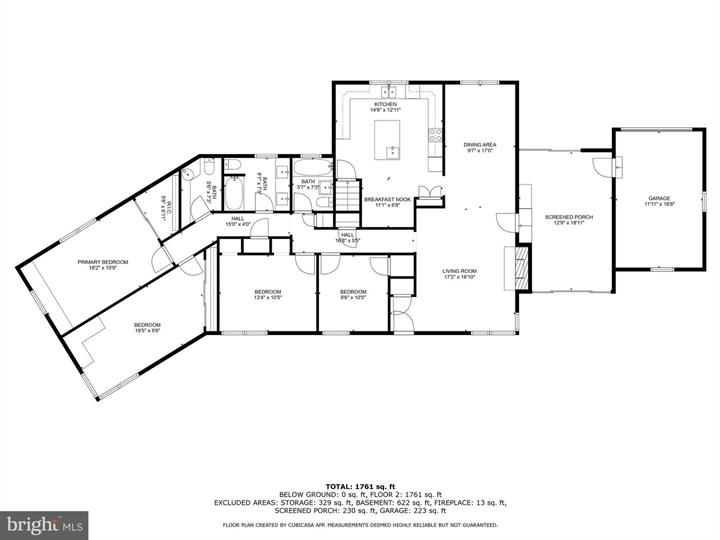 KITCHEN
14'8" x 12'11"
DINING AREA
9'7" x 17'0"
BATH
5'6" x 7'3"
BATH
9'1" x 7'3"
BATH
5'7" x 7'3"
W.I.C
5'8" x 6'11"
BREAKFAST NOOK
11'1" x 6'8"
SCREENED PORCH
12'9" x 18'11"
GARAGE
11'11" x 18'8"
HALL
15'0" x 4'0"
HALL
16'8" x 5'5"
PRIMARY BEDROOM
18'2" x 10'9"
LIVING ROOM
17'2" x 16'10"
BEDROOM
13'4" x 10'5"
BEDROOM
9'6" x 10'5"
BEDROOM
19'5" x 9'8"
TOTAL: 1761 sq. ft
BELOW GROUND: 0 sq. ft, FLOOR 2: 1761 sq. ft
EXCLUDED AREAS: STORAGE: 329 sq. ft, BASEMENT: 622 sq. ft, FIREPLACE: 13 sq. ft,
SCREENED PORCH: 230 sq. ft, GARAGE: 223 sq. ft
FLOOR PLAN CREATED BY CUBICASA APP. MEASUREMENTS DEEMED HIGHLY RELIABLE BUT NOT GUARANTEED.
bright MLS